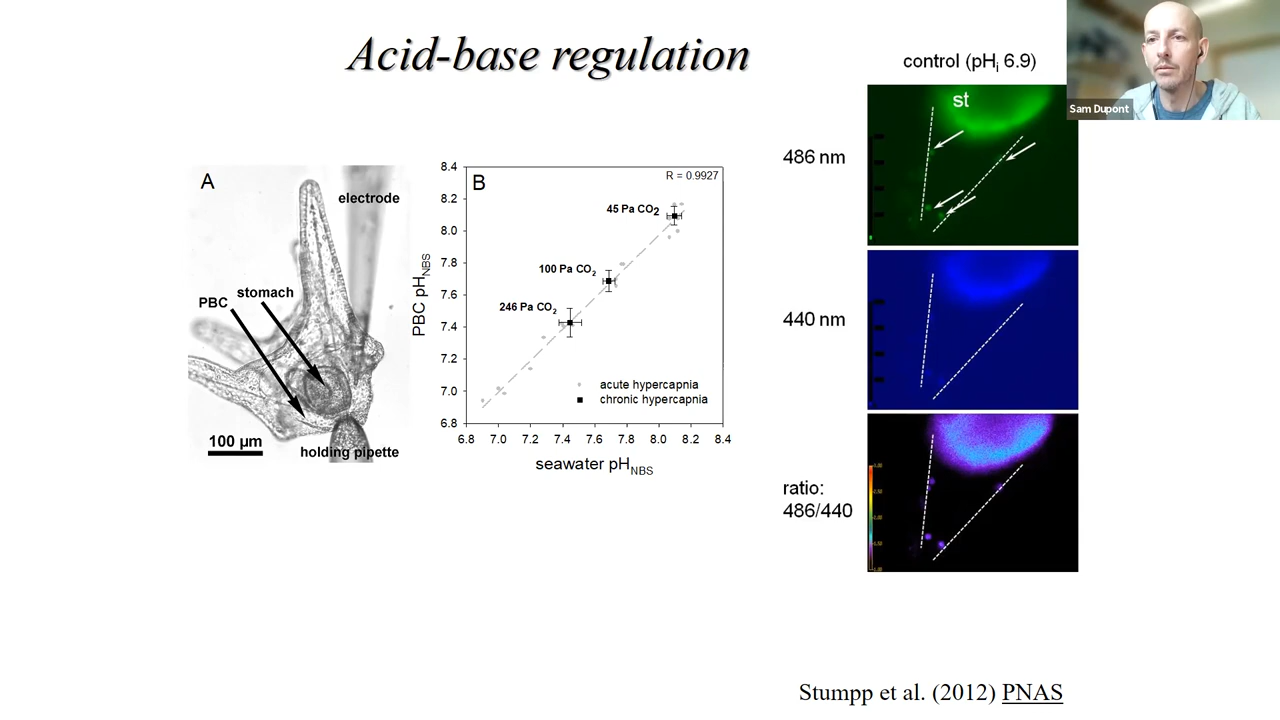 Acid-base regulation
control (pHi 6.9)
Sam Dupont
A
electrode
stomach
PBC
100 µm
holding pipette
B
R = 0.9927
8.4
8.2
8.0
7.8
7.6
7.4
7.2
7.0
6.8
PBC pHNBS
45 Pa CO2
100 Pa CO2
246 Pa CO2
acute hypercapnia
chronic hypercapnia
6.8 7.0 7.2 7.4 7.6 7.8 8.0 8.2 8.4
seawater pHNBS
486 nm
st
440 nm
ratio:
486/440
Stumpp et al. (2012) PNAS